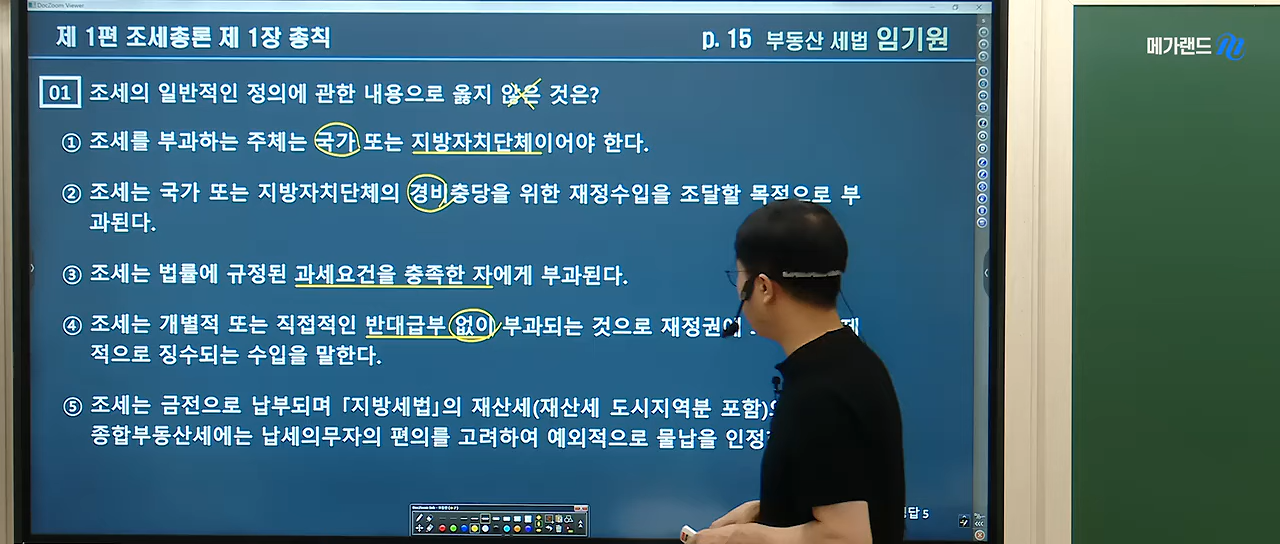 DocZoom Viewer
제 1편 조세총론 제 1장 총칙
p. 15 부동산 세법 임기원
메가랜드
01 조세의 일반적인 정의에 관한 내용으로 옳지 않은 것은?
① 조세를 부과하는 주체는 국가 또는 지방자치단체이어야 한다.
② 조세는 국가 또는 지방자치단체의 경비충당을 위한 재정수입을 조달할 목적으로 부
과된다.
③ 조세는 법률에 규정된 과세요건을 충족한 자에게 부과된다.
④ 조세는 개별적 또는 직접적인 반대급부 없이 부과되는 것으로 재정권에
적으로 징수되는 수입을 말한다.
⑤ 조세는 금전으로 납부되며 「지방세법」의 재산세(재산세 도시지역분 포함)
종합부동산세에는 납세의무자의 편의를 고려하여 예외적으로 물납을 인정
답 5